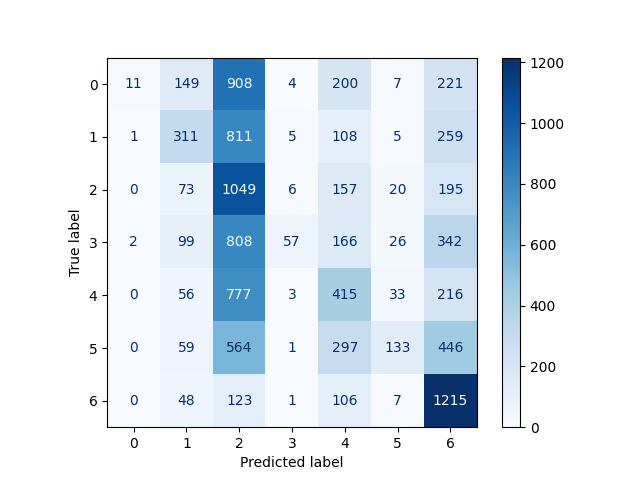 0 11 149 908 4 200 7 221
1 1 311 811 5 108 5 259
2 0 73 1049 6 157 20 195
3 2 99 808 57 166 26 342
4 0 56 777 3 415 33 216
5 0 59 564 1 297 133 446
6 0 48 123 1 106 7 1215
0 1 2 3 4 5 6
Predicted label
True label
1200
1000
800
600
400
200
0